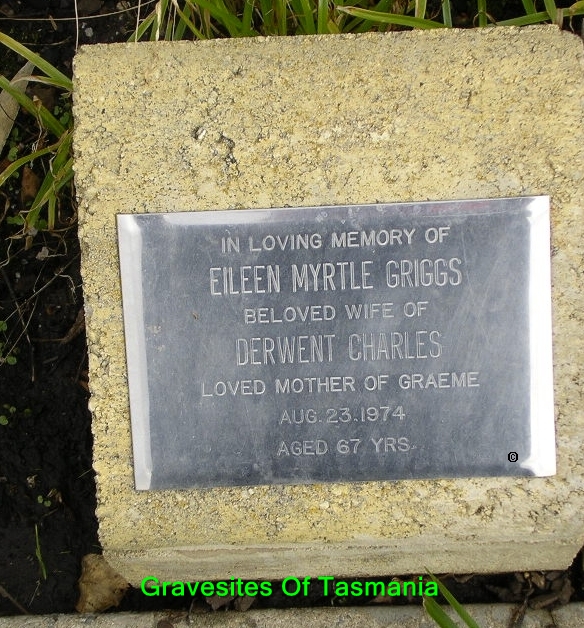 IN LOVING MEMORY OF
EILEEN MYRTLE GRIGGS
BELOVED WIFE OF
DERWENT CHARLES
LOVED MOTHER OF GRAEME
AUG. 23. 1974
AGED 67 YRS.
©
Gravesites Of Tasmania